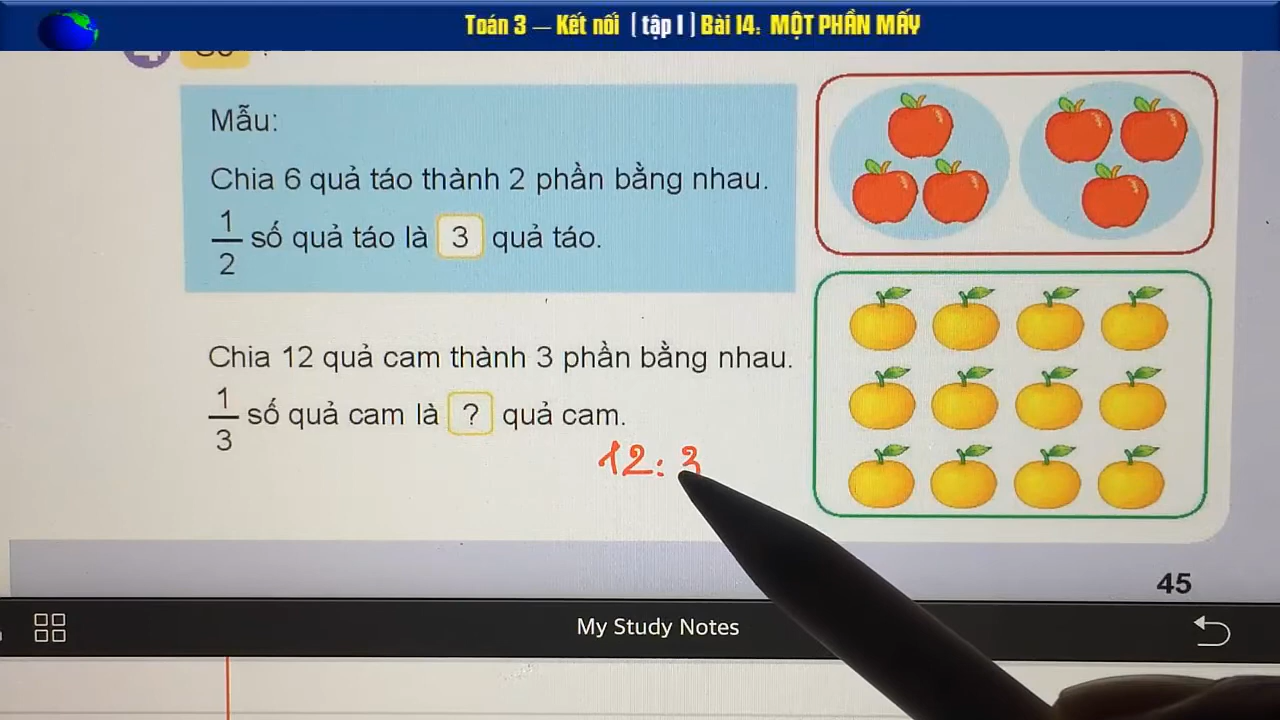 Toán 3 – Kết nối [ tập 1 ] Bài 14: MỘT PHẦN MẤY
Mẫu:
Chia 6 quả táo thành 2 phần bằng nhau.
1/2 số quả táo là 3 quả táo.
Chia 12 quả cam thành 3 phần bằng nhau.
1/3 số quả cam là ? quả cam.
12: 3
45
My Study Notes